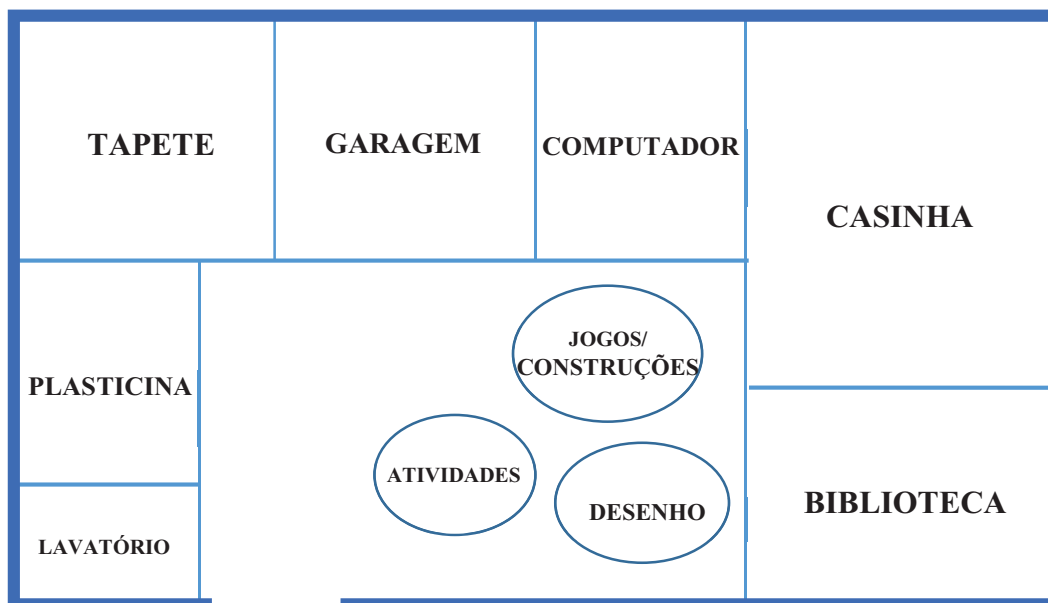 TAPETE
GARAGEM
COMPUTADOR
CASINHA
JOGOS/
CONSTRUÇÕES
PLASTICINA
ATIVIDADES
DESENHO
BIBLIOTECA
LAVATÓRIO